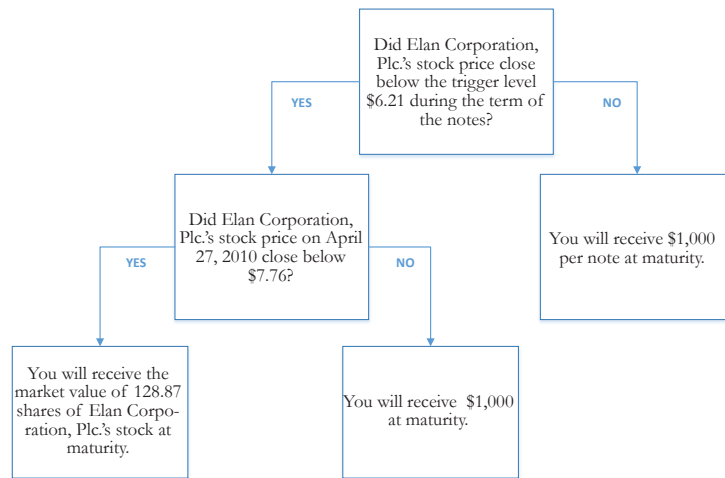 Did Elan Corporation,
Plc.'s stock price close
below the trigger level
$6.21 during the term of
the notes?
YES
NO
Did Elan Corporation,
Plc.'s stock price on April
27, 2010 close below
$7.76?
You will receive $1,000
per note at maturity.
YES
NO
You will receive the
market value of 128.87
shares of Elan Corpo-
ration, Plc.'s stock at
maturity.
You will receive $1,000
at maturity.